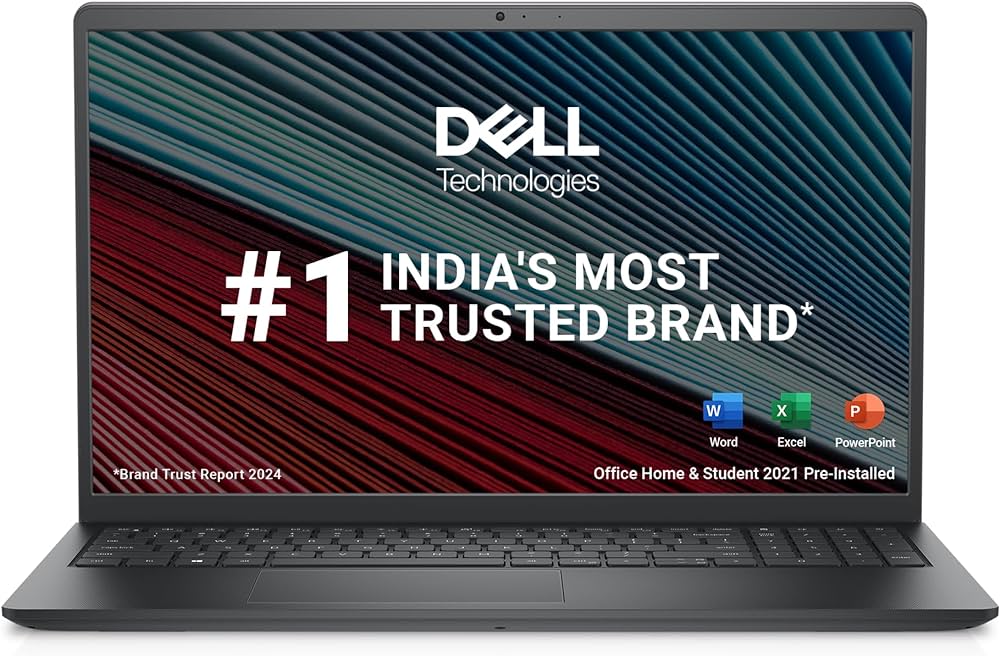 DELL
Technologies
#1 INDIA'S MOST
TRUSTED BRAND*
W X P
Word Excel PowerPoint
*Brand Trust Report 2024 Office Home & Student 2021 Pre-Installed